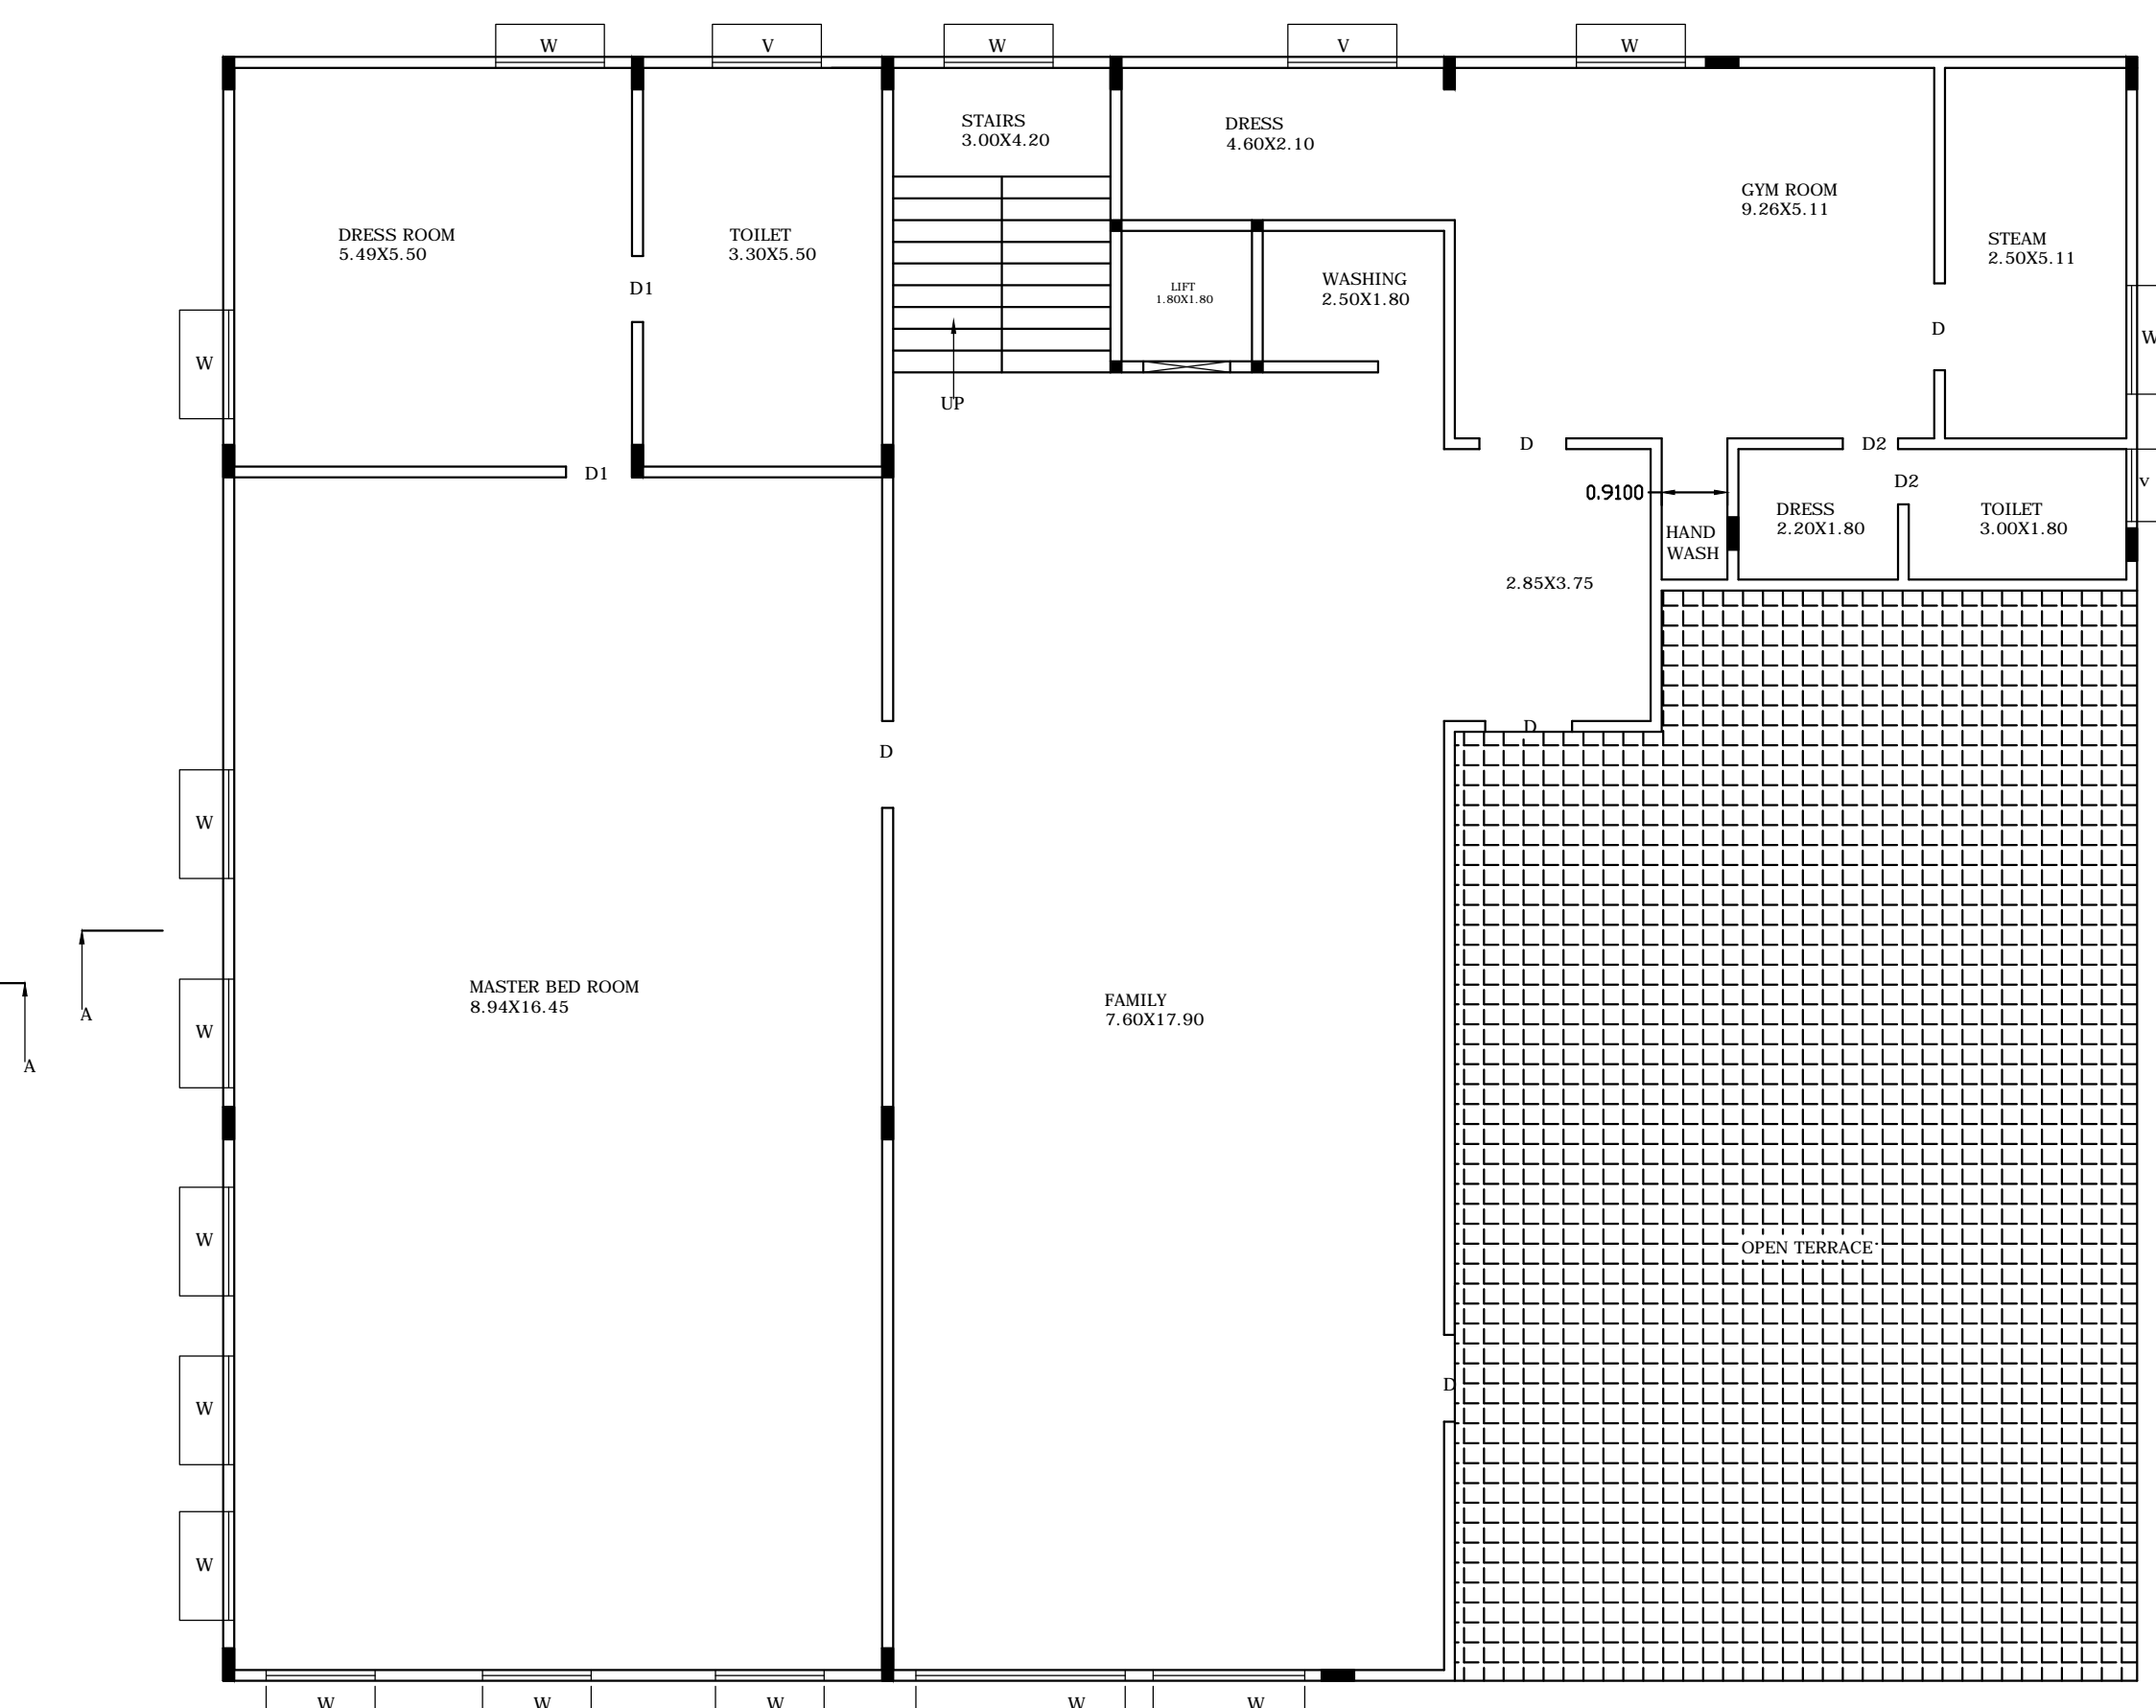 W
V
W
V
W
STAIRS
3.00X4.20
DRESS
4.60X2.10
GYM ROOM
9.26X5.11
DRESS ROOM
5.49X5.50
TOILET
3.30X5.50
STEAM
2.50X5.11
D1
LIFT
1.80X1.80
WASHING
2.50X1.80
D
W
W
UP
D1
D
D2
D2
v
0.9100
HAND
WASH
DRESS
2.20X1.80
TOILET
3.00X1.80
2.85X3.75
D
D
W
MASTER BED ROOM
8.94X16.45
FAMILY
7.60X17.90
A
W
A
W
OPEN TERRACE
D
W
W
W
W
W
W
W